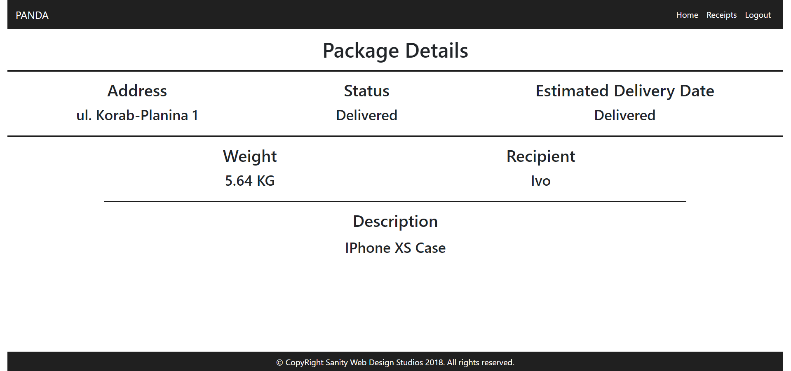 PANDA Home Receipts Logout
Package Details
Address Status Estimated Delivery Date
ul. Korab-Planina 1 Delivered Delivered
Weight Recipient
5.64 KG Ivo
Description
IPhone XS Case
© CopyRight Sanity Web Design Studios 2018. All rights reserved.